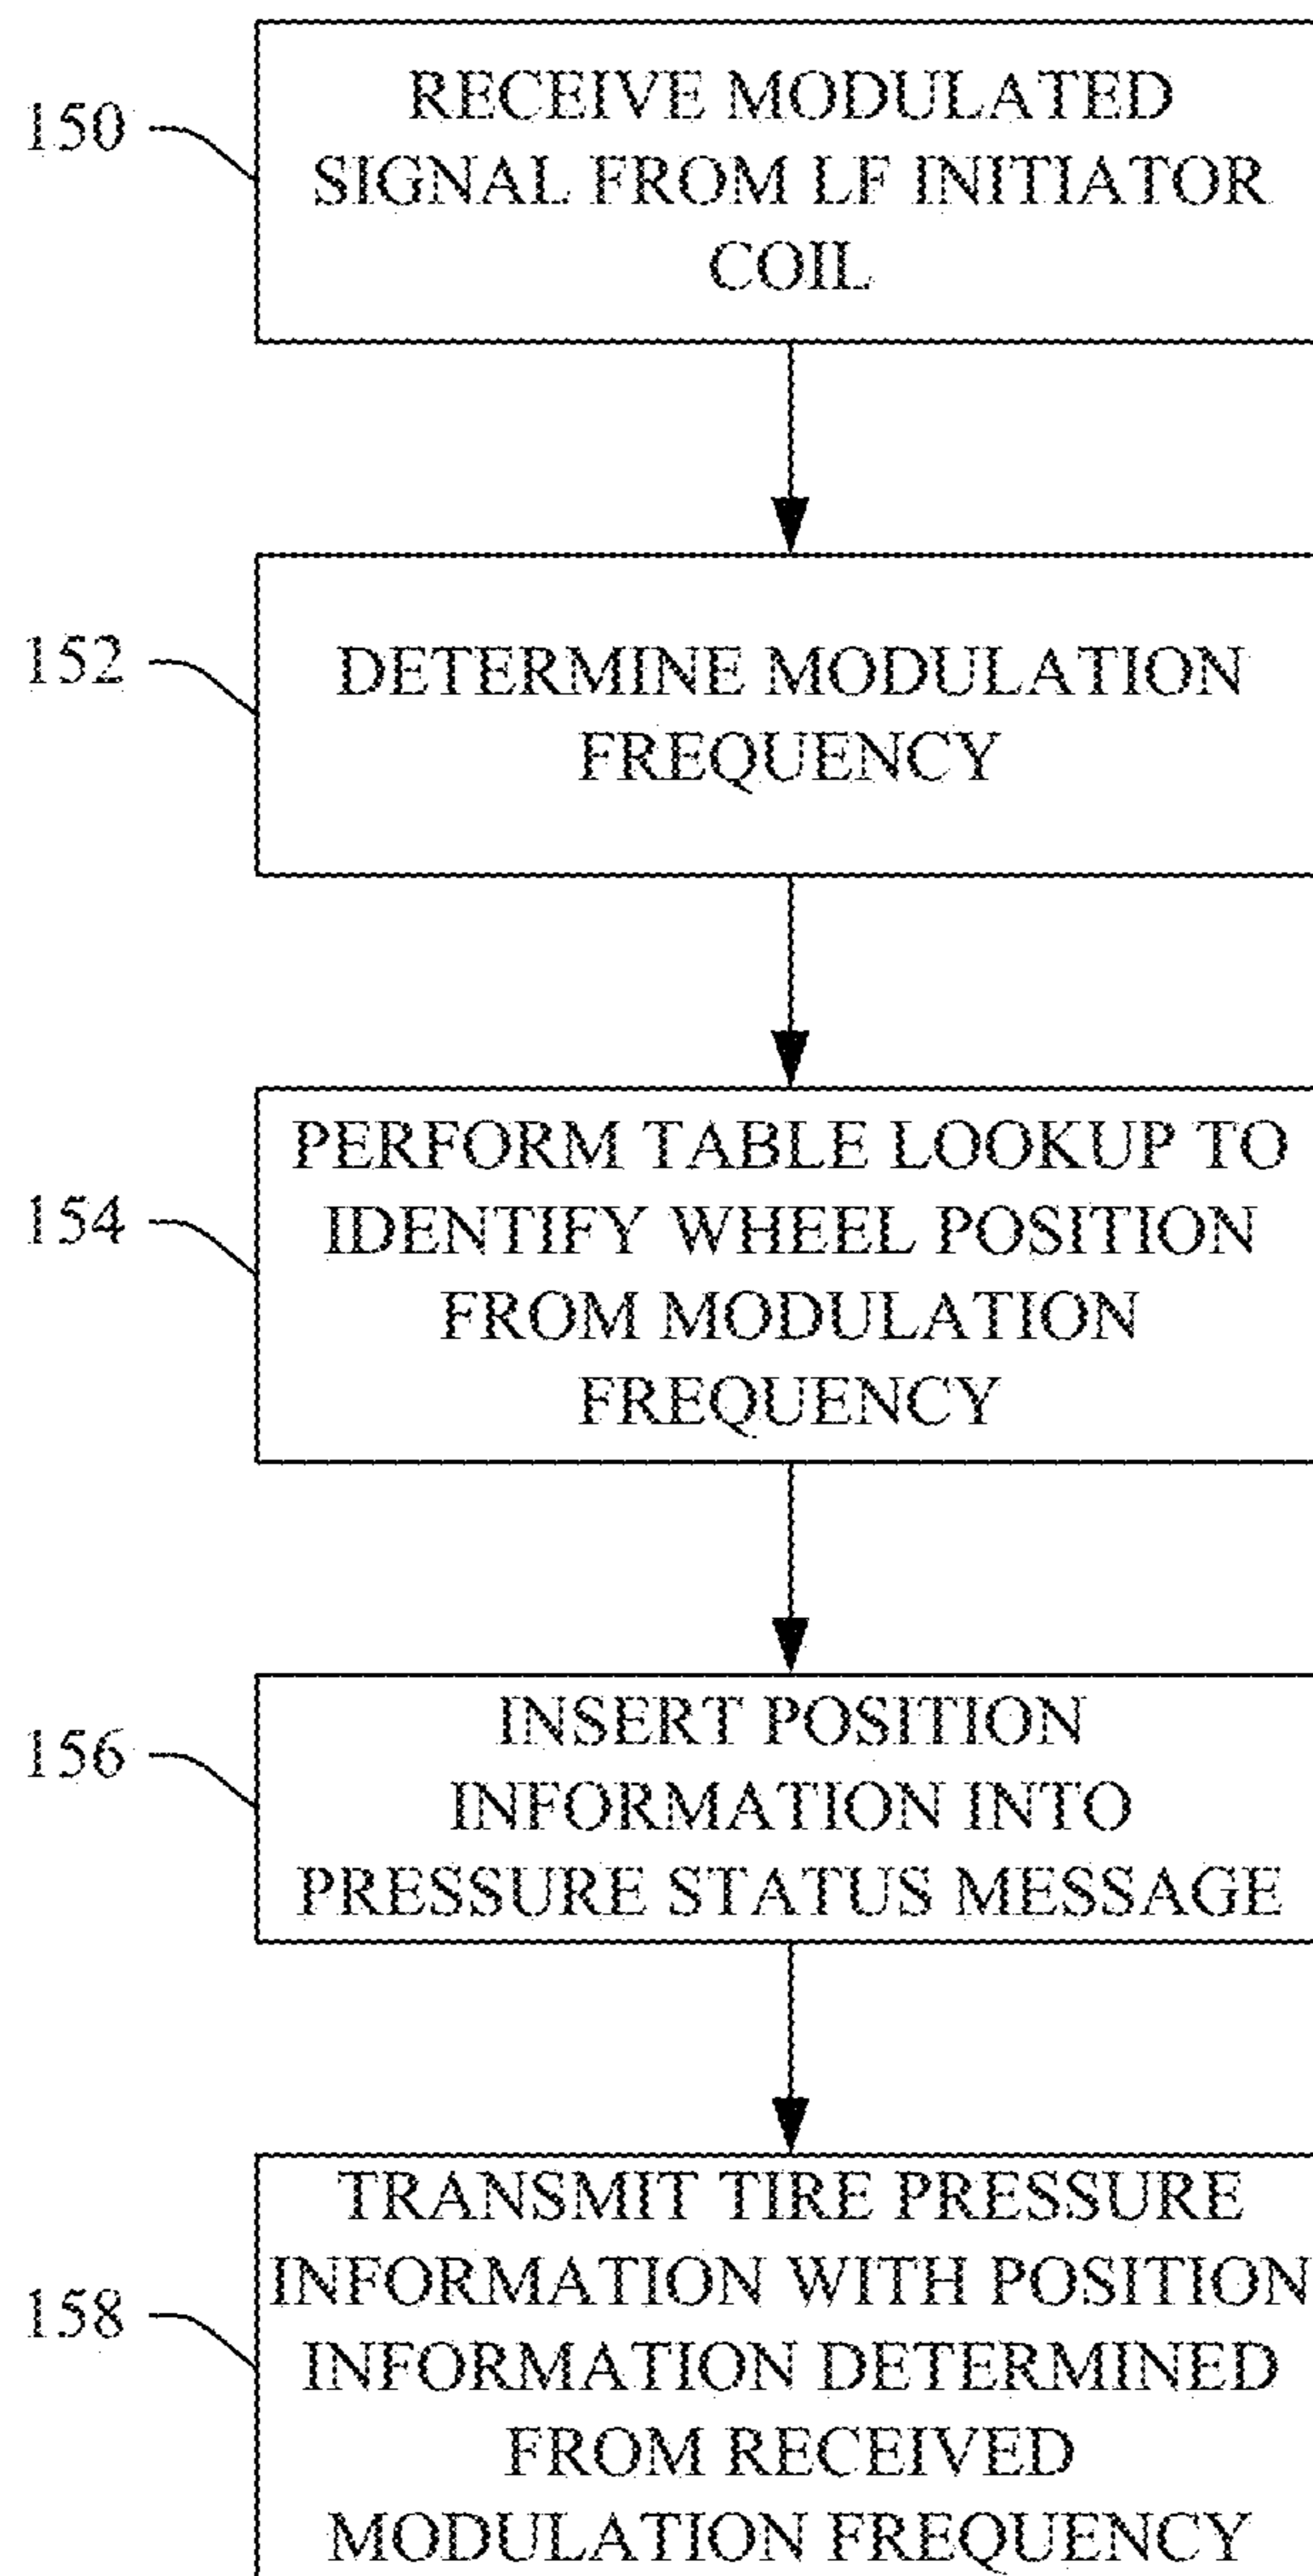 150
RECEIVE MODULATED
SIGNAL FROM LF INITIATOR
COIL
152
DETERMINE MODULATION
FREQUENCY
154
PERFORM TABLE LOOKUP TO
IDENTIFY WHEEL POSITION
FROM MODULATION
FREQUENCY
156
INSERT POSITION
INFORMATION INTO
PRESSURE STATUS MESSAGE
158
TRANSMIT TIRE PRESSURE
INFORMATION WITH POSITION
INFORMATION DETERMINED
FROM RECEIVED
MODULATION FREQUENCY